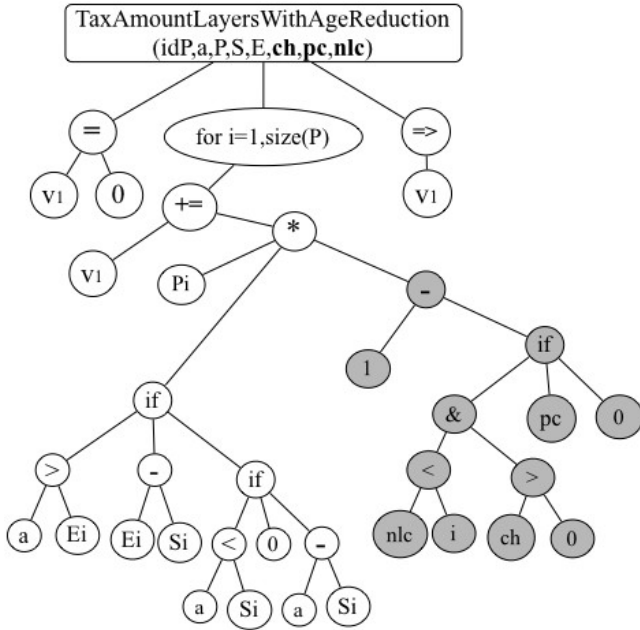 TaxAmountLayersWithAgeReduction
(idP,a,P,S,E,ch,pc,nlc)
=
for i=1,size(P)
=>
v1
0
v1
+=
*
v1
Pi
-
1
if
if
&
pc
0
>
-
if
<
>
a
Ei
Ei
Si
<
0
-
nlc
i
ch
0
a
Si
a
Si